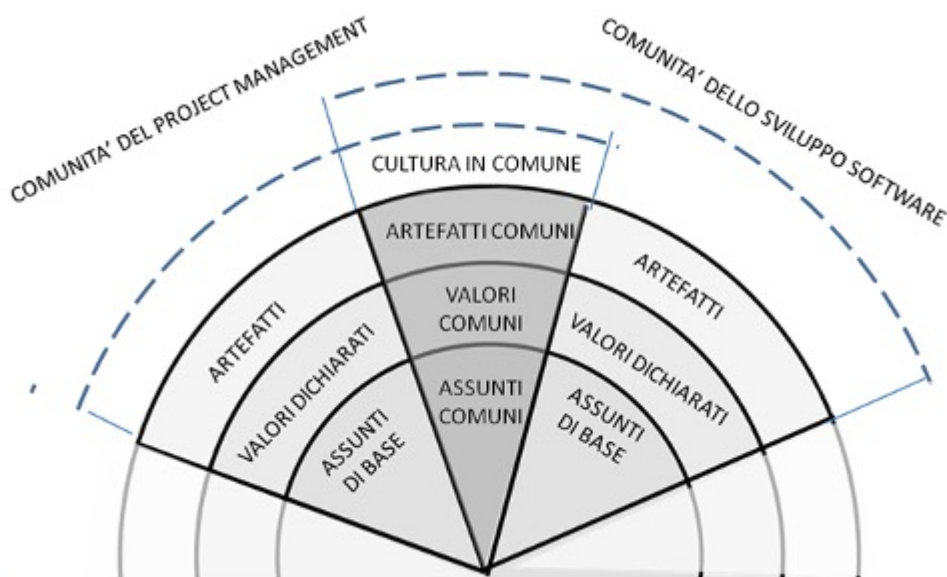 COMUNITA' DEL PROJECT MANAGEMENT
COMUNITA' DELLO SVILUPPO SOFTWARE
CULTURA IN COMUNE
ARTEFATTI COMUNI
ARTEFATTI
ARTEFATTI
VALORI
COMUNI
VALORI DICHIARATI
VALORI DICHIARATI
ASSUNTI
COMUNI
ASSUNTI
DI BASE
ASSUNTI
DI BASE